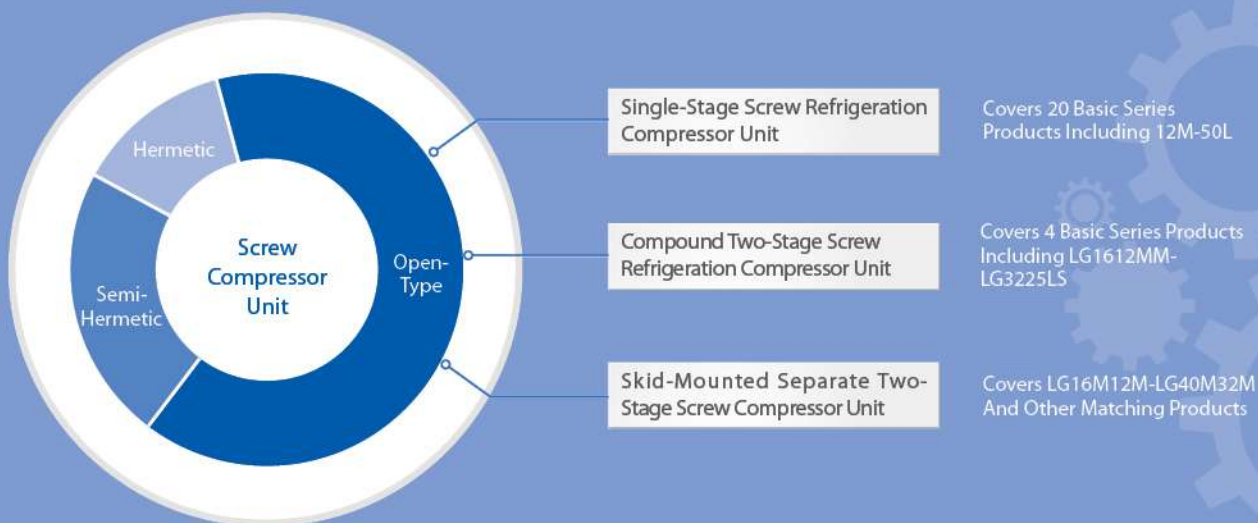 Hermetic
Semi-
Hermetic
Screw
Compressor
Unit
Open-
Type
Single-Stage Screw Refrigeration
Compressor Unit
Covers 20 Basic Series
Products Including 12M-50L
Compound Two-Stage Screw
Refrigeration Compressor Unit
Covers 4 Basic Series Products
Including LG1612MM-
LG3225LS
Skid-Mounted Separate Two-
Stage Screw Compressor Unit
Covers LG16M12M-LG40M32M
And Other Matching Products